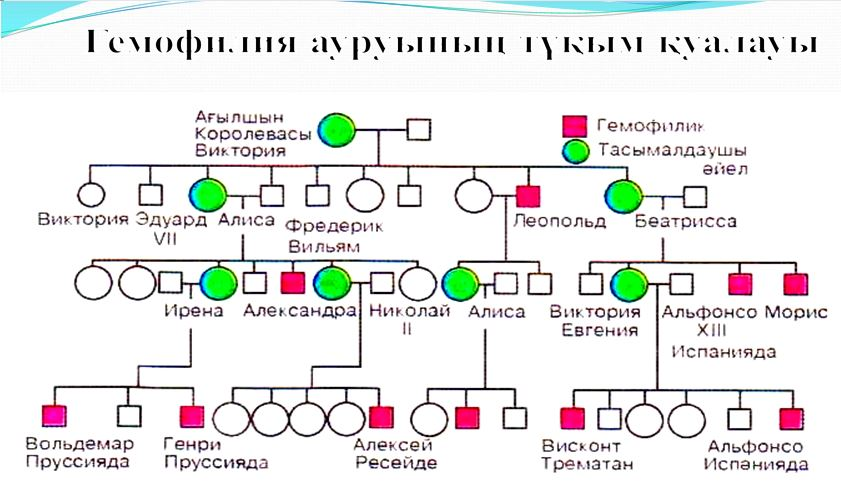 Гемофилия ауруының тұқым қуалауы
Ағылшын
Королевасы
Виктория
Гемофилик
Тасымалдаушы
әйел
Виктория Эдуард Алиса Фредерик Леопольд Беатрисса
VII
Вильям
Ирена Александра Николай Алиса Виктория Альфонсо Морис
II Евгения XIII
Испанияда
Вольдемар Генри Алексей Висконт Альфонсо
Пруссияда Пруссияда Ресейде Трематан Испәнияда